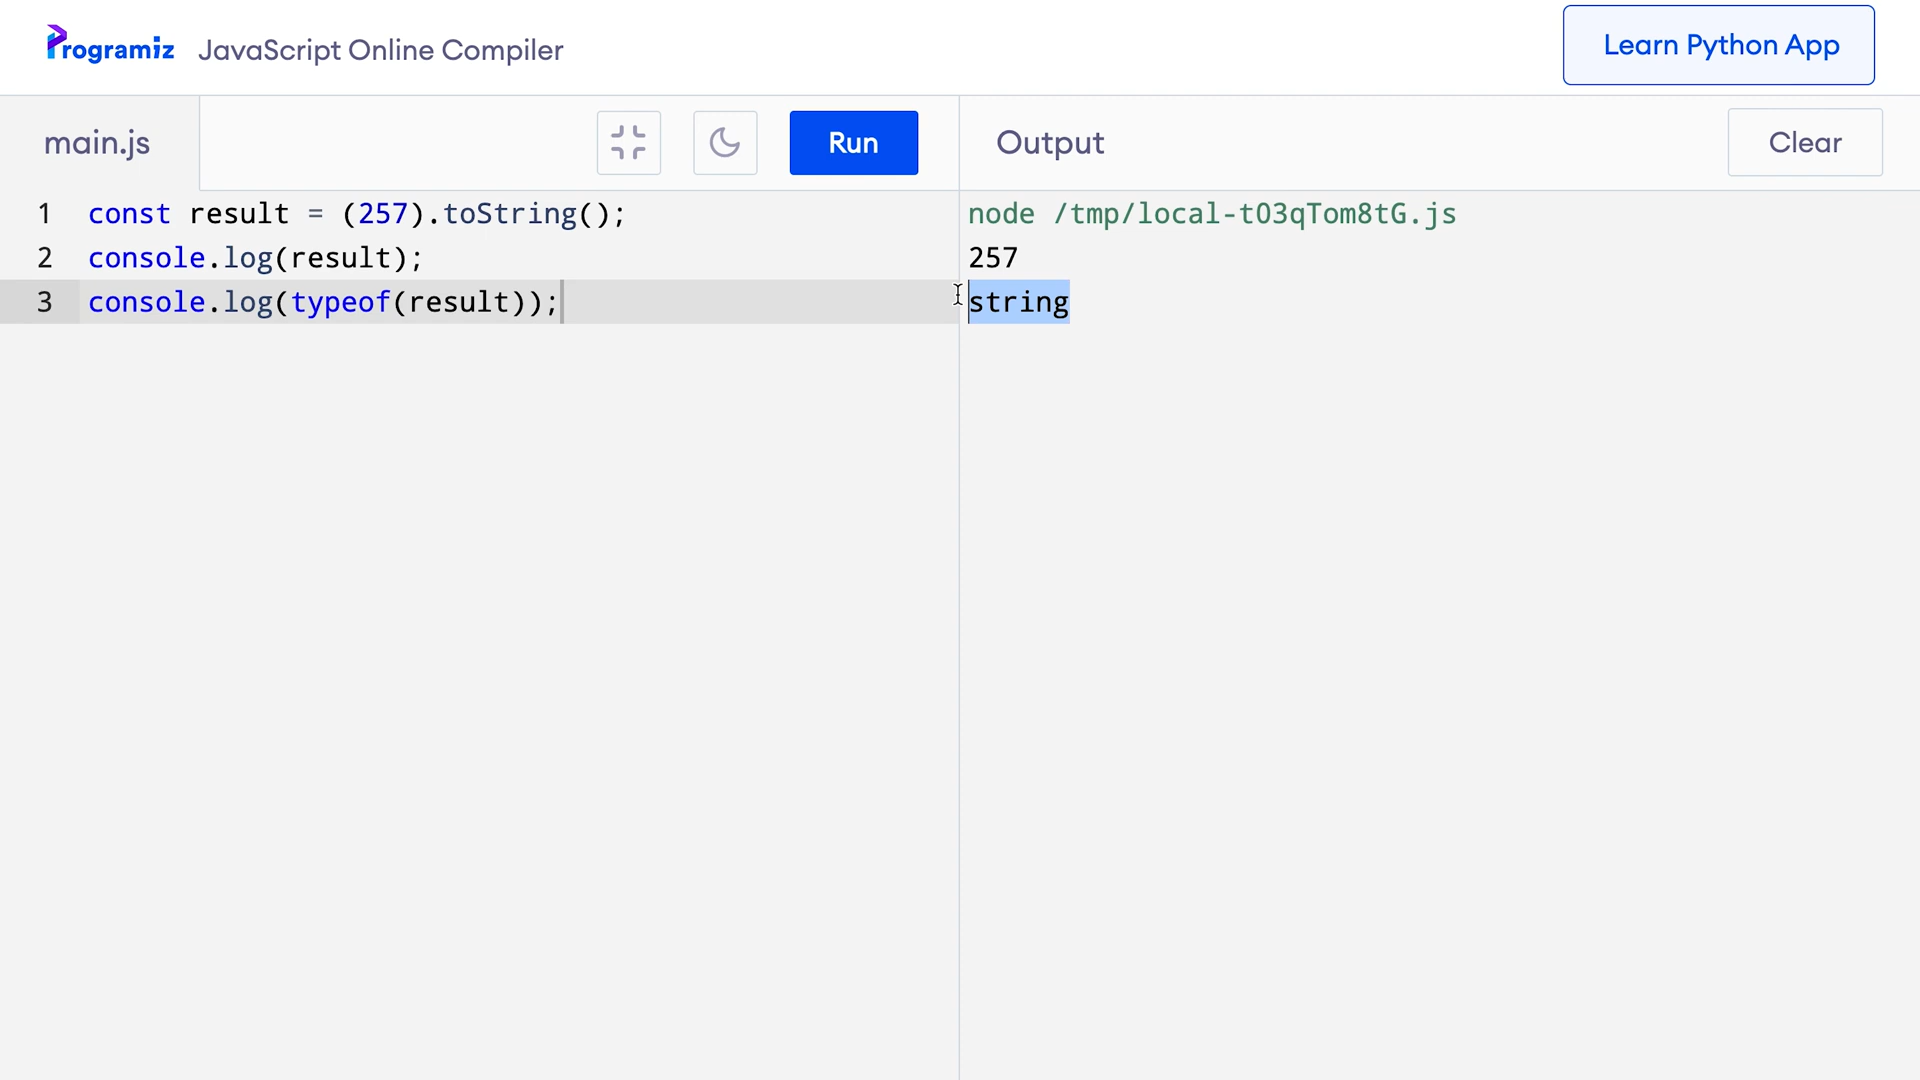 Programiz JavaScript Online Compiler
Learn Python App
main.js
Run
Output
Clear
1 const result = (257).toString();
2 console.log(result);
3 console.log(typeof(result));
node /tmp/local-tO3qTom8tG.js
257
string